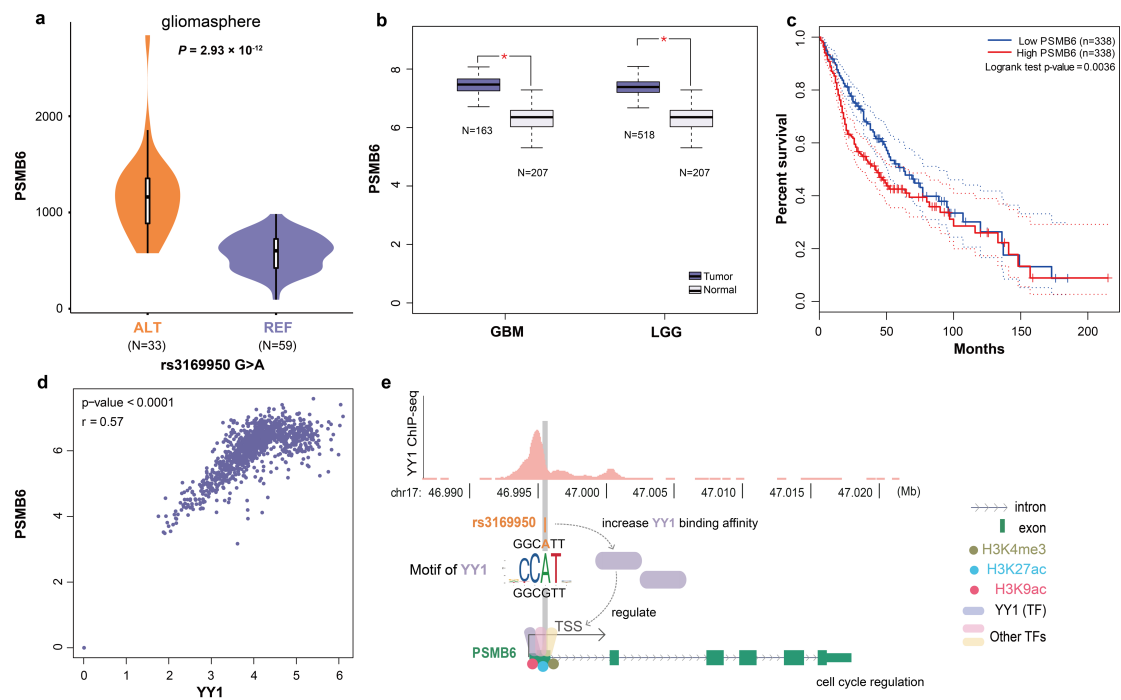 a
gliomasphere
P = 2.93 × 10-12
PSMB6
2000
1000
0
ALT
REF
(N=33)
(N=59)
rs3169950 G>A
b
PSMB6
8
6
4
2
0
*
*
N=163
N=207
N=518
N=207
Tumor
Normal
GBM
LGG
c
Percent survival
1.0
0.8
0.6
0.4
0.2
0.0
Low PSMB6 (n=338)
High PSMB6 (n=338)
Logrank test p-value=0.0036
0 50 100 150 200
Months
d
p-value < 0.0001
r = 0.57
PSMB6
6
4
2
0
0 1 2 3 4 5 6
YY1
e
YY1 ChIP-seq
chr17: 46.990 46.995 47.000 47.005 47.010 47.015 47.020 (Mb)
rs3169950
increase YY1 binding affinity
GGCATT
Motif of YY1
CCAT
GGCGTT
regulate
TSS
PSMB6
cell cycle regulation
intron
exon
H3K4me3
H3K27ac
H3K9ac
YY1 (TF)
Other TFs